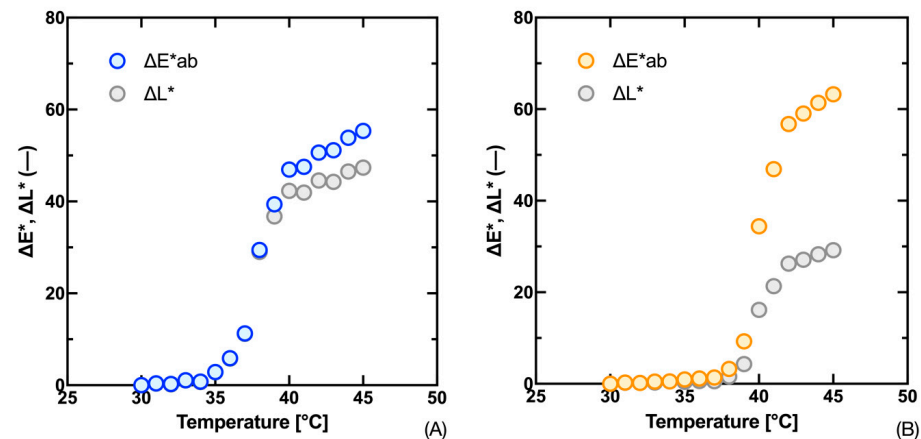 80
60
40
20
0
ΔE*, ΔL* (—)
ΔE*ab
ΔL*
25 30 35 40 45 50
Temperature [°C]
(A)
80
60
40
20
0
ΔE*, ΔL* (—)
ΔE*ab
ΔL*
25 30 35 40 45 50
Temperature [°C]
(B)